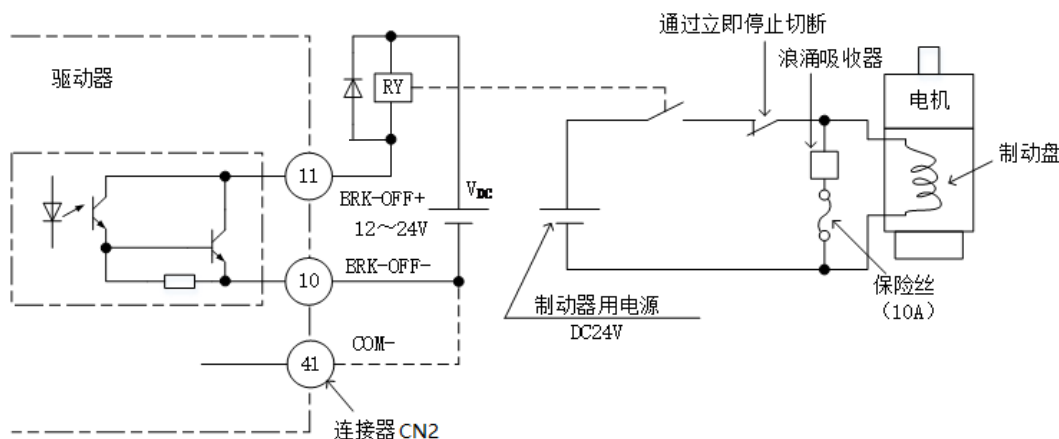 通过立即停止切断
浪涌吸收器
驱动器
RY
电机
制动盘
11
BRK-OFF+
V_DC
12～24V
10
BRK-OFF-
制动器用电源
DC24V
保险丝
（10A）
41
COM-
连接器CN2